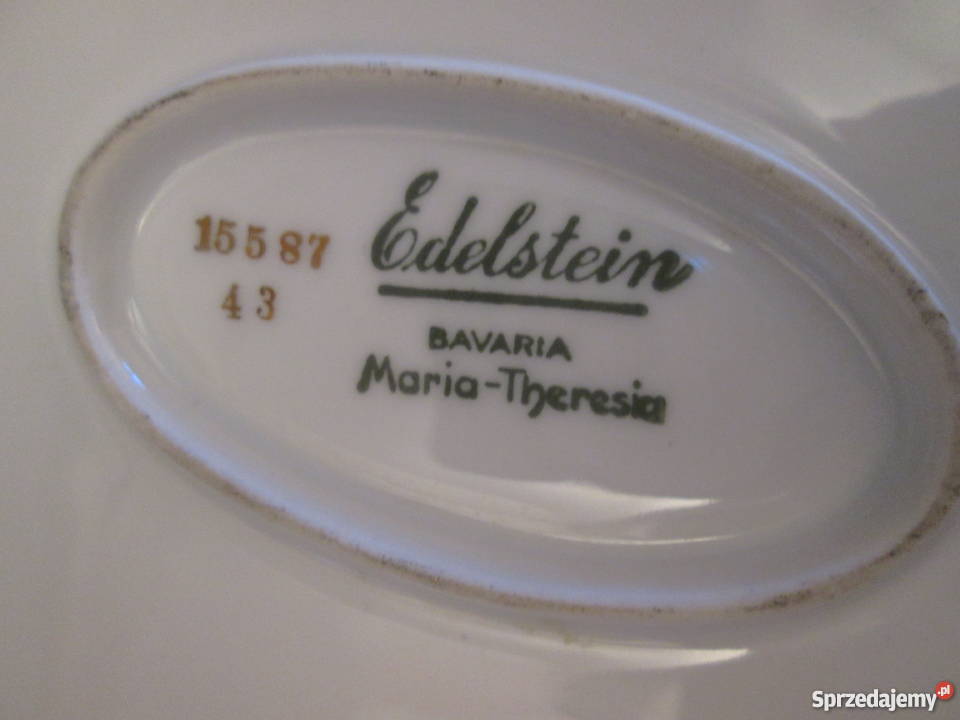 15587
43
Edelstein
BAVARIA
Maria-Theresia
Sprzedajemy.pl